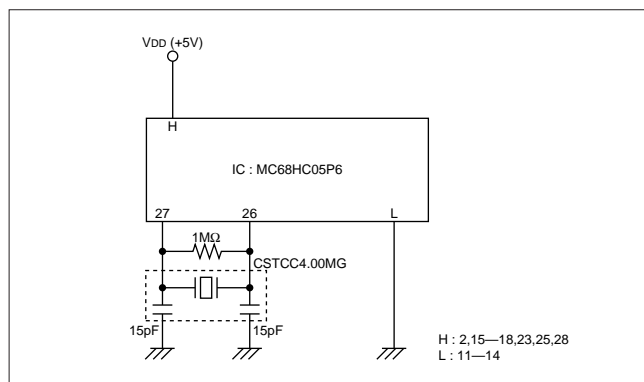 VDD (+5V)
H
IC : MC68HC05P6
27 26 L
1MΩ
CSTCC4.00MG
15pF 15pF
H : 2,15—18,23,25,28
L : 11—14